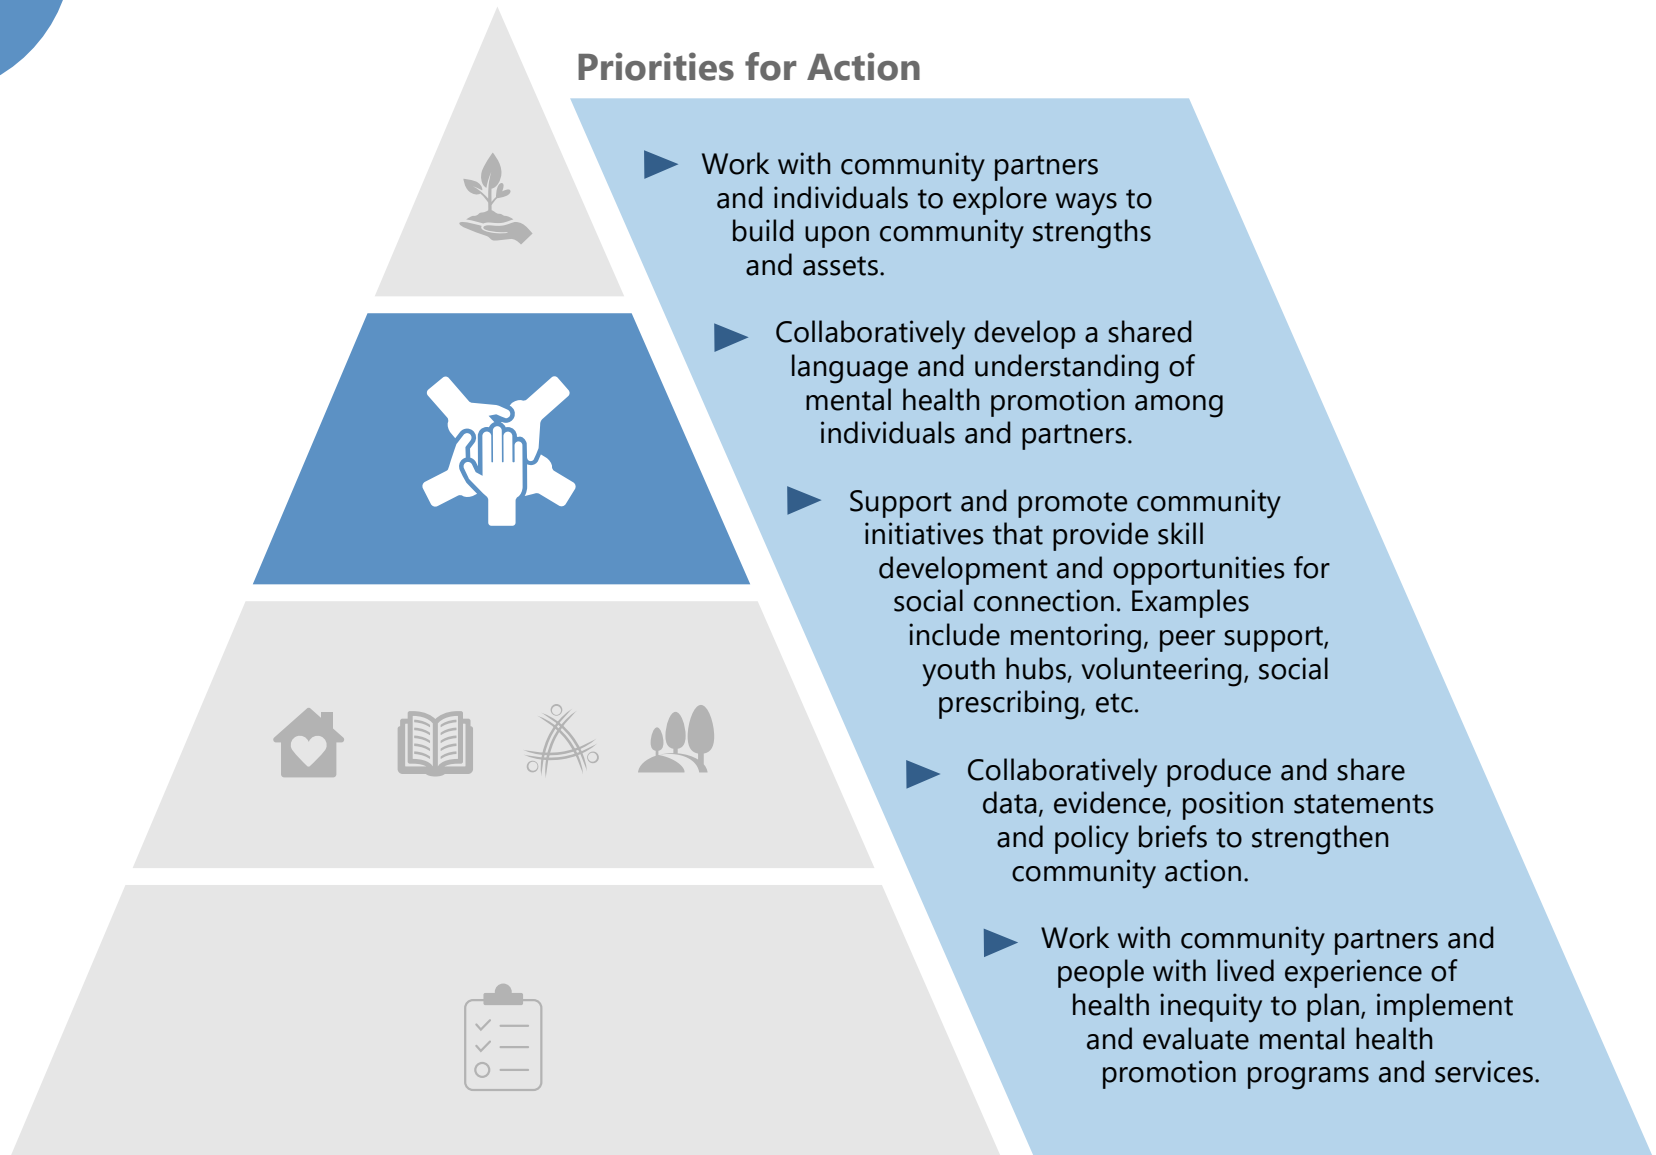 Priorities for Action
Work with community partners
and individuals to explore ways to
build upon community strengths
and assets.
Collaboratively develop a shared
language and understanding of
mental health promotion among
individuals and partners.
Support and promote community
initiatives that provide skill
development and opportunities for
social connection. Examples
include mentoring, peer support,
youth hubs, volunteering, social
prescribing, etc.
Collaboratively produce and share
data, evidence, position statements
and policy briefs to strengthen
community action.
Work with community partners and
people with lived experience of
health inequity to plan, implement
and evaluate mental health
promotion programs and services.